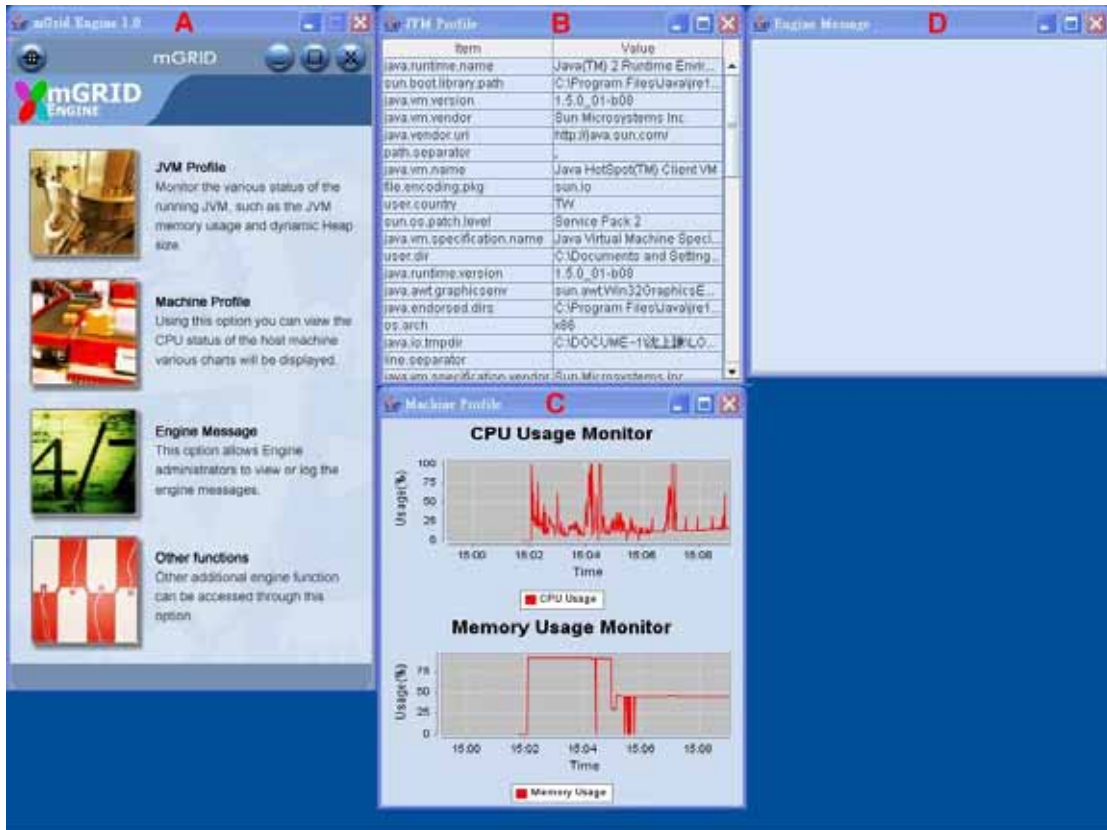 mGrid Engine 1.0
A
mGRID
mGRID
ENGINE
JVM Profile
Monitor the various status of the
running JVM, such as the JVM
memory usage and dynamic Heap
size.
Machine Profile
Using this option you can view the
CPU status of the host machine
various charts will be displayed.
Engine Message
This option allows Engine
administrators to view or log the
engine messages.
Other functions
Other additional engine function
can be accessed through this
option
JVM Profile
B
Item Value
java.runtime.name Java(TM) 2 Runtime Envir...
sun.boot.library.path C:\Program Files\Java\jre1...
java.vm.version 1.5.0_01-b08
java.vm.vendor Sun Microsystems Inc.
java.vendor.url http://java.sun.com/
path.separator
java.vm.name Java HotSpot(TM) Client VM
file.encoding.pkg sun.io
user.country TW
sun.os.patch.level Service Pack 2
java.vm.specification.name Java Virtual Machine Speci...
user.dir C:\Documents and Setting...
java.runtime.version 1.5.0_01-b08
java.awt.graphicsenv sun.awt.Win32GraphicsE...
java.endorsed.dirs C:\Program Files\Java\jre1...
os.arch x86
java.io.tmpdir
line.separator
java.vm.specification.vendor Sun Microsystems Inc.
Machine Profile
C
CPU Usage Monitor
100
75
50
25
0
Usage(%)
15:00 15:02 15:04 15:06 15:08
Time
CPU Usage
Memory Usage Monitor
75
50
25
0
Usage(%)
15:00 15:02 15:04 15:06 15:08
Time
Memory Usage
Engine Message
D